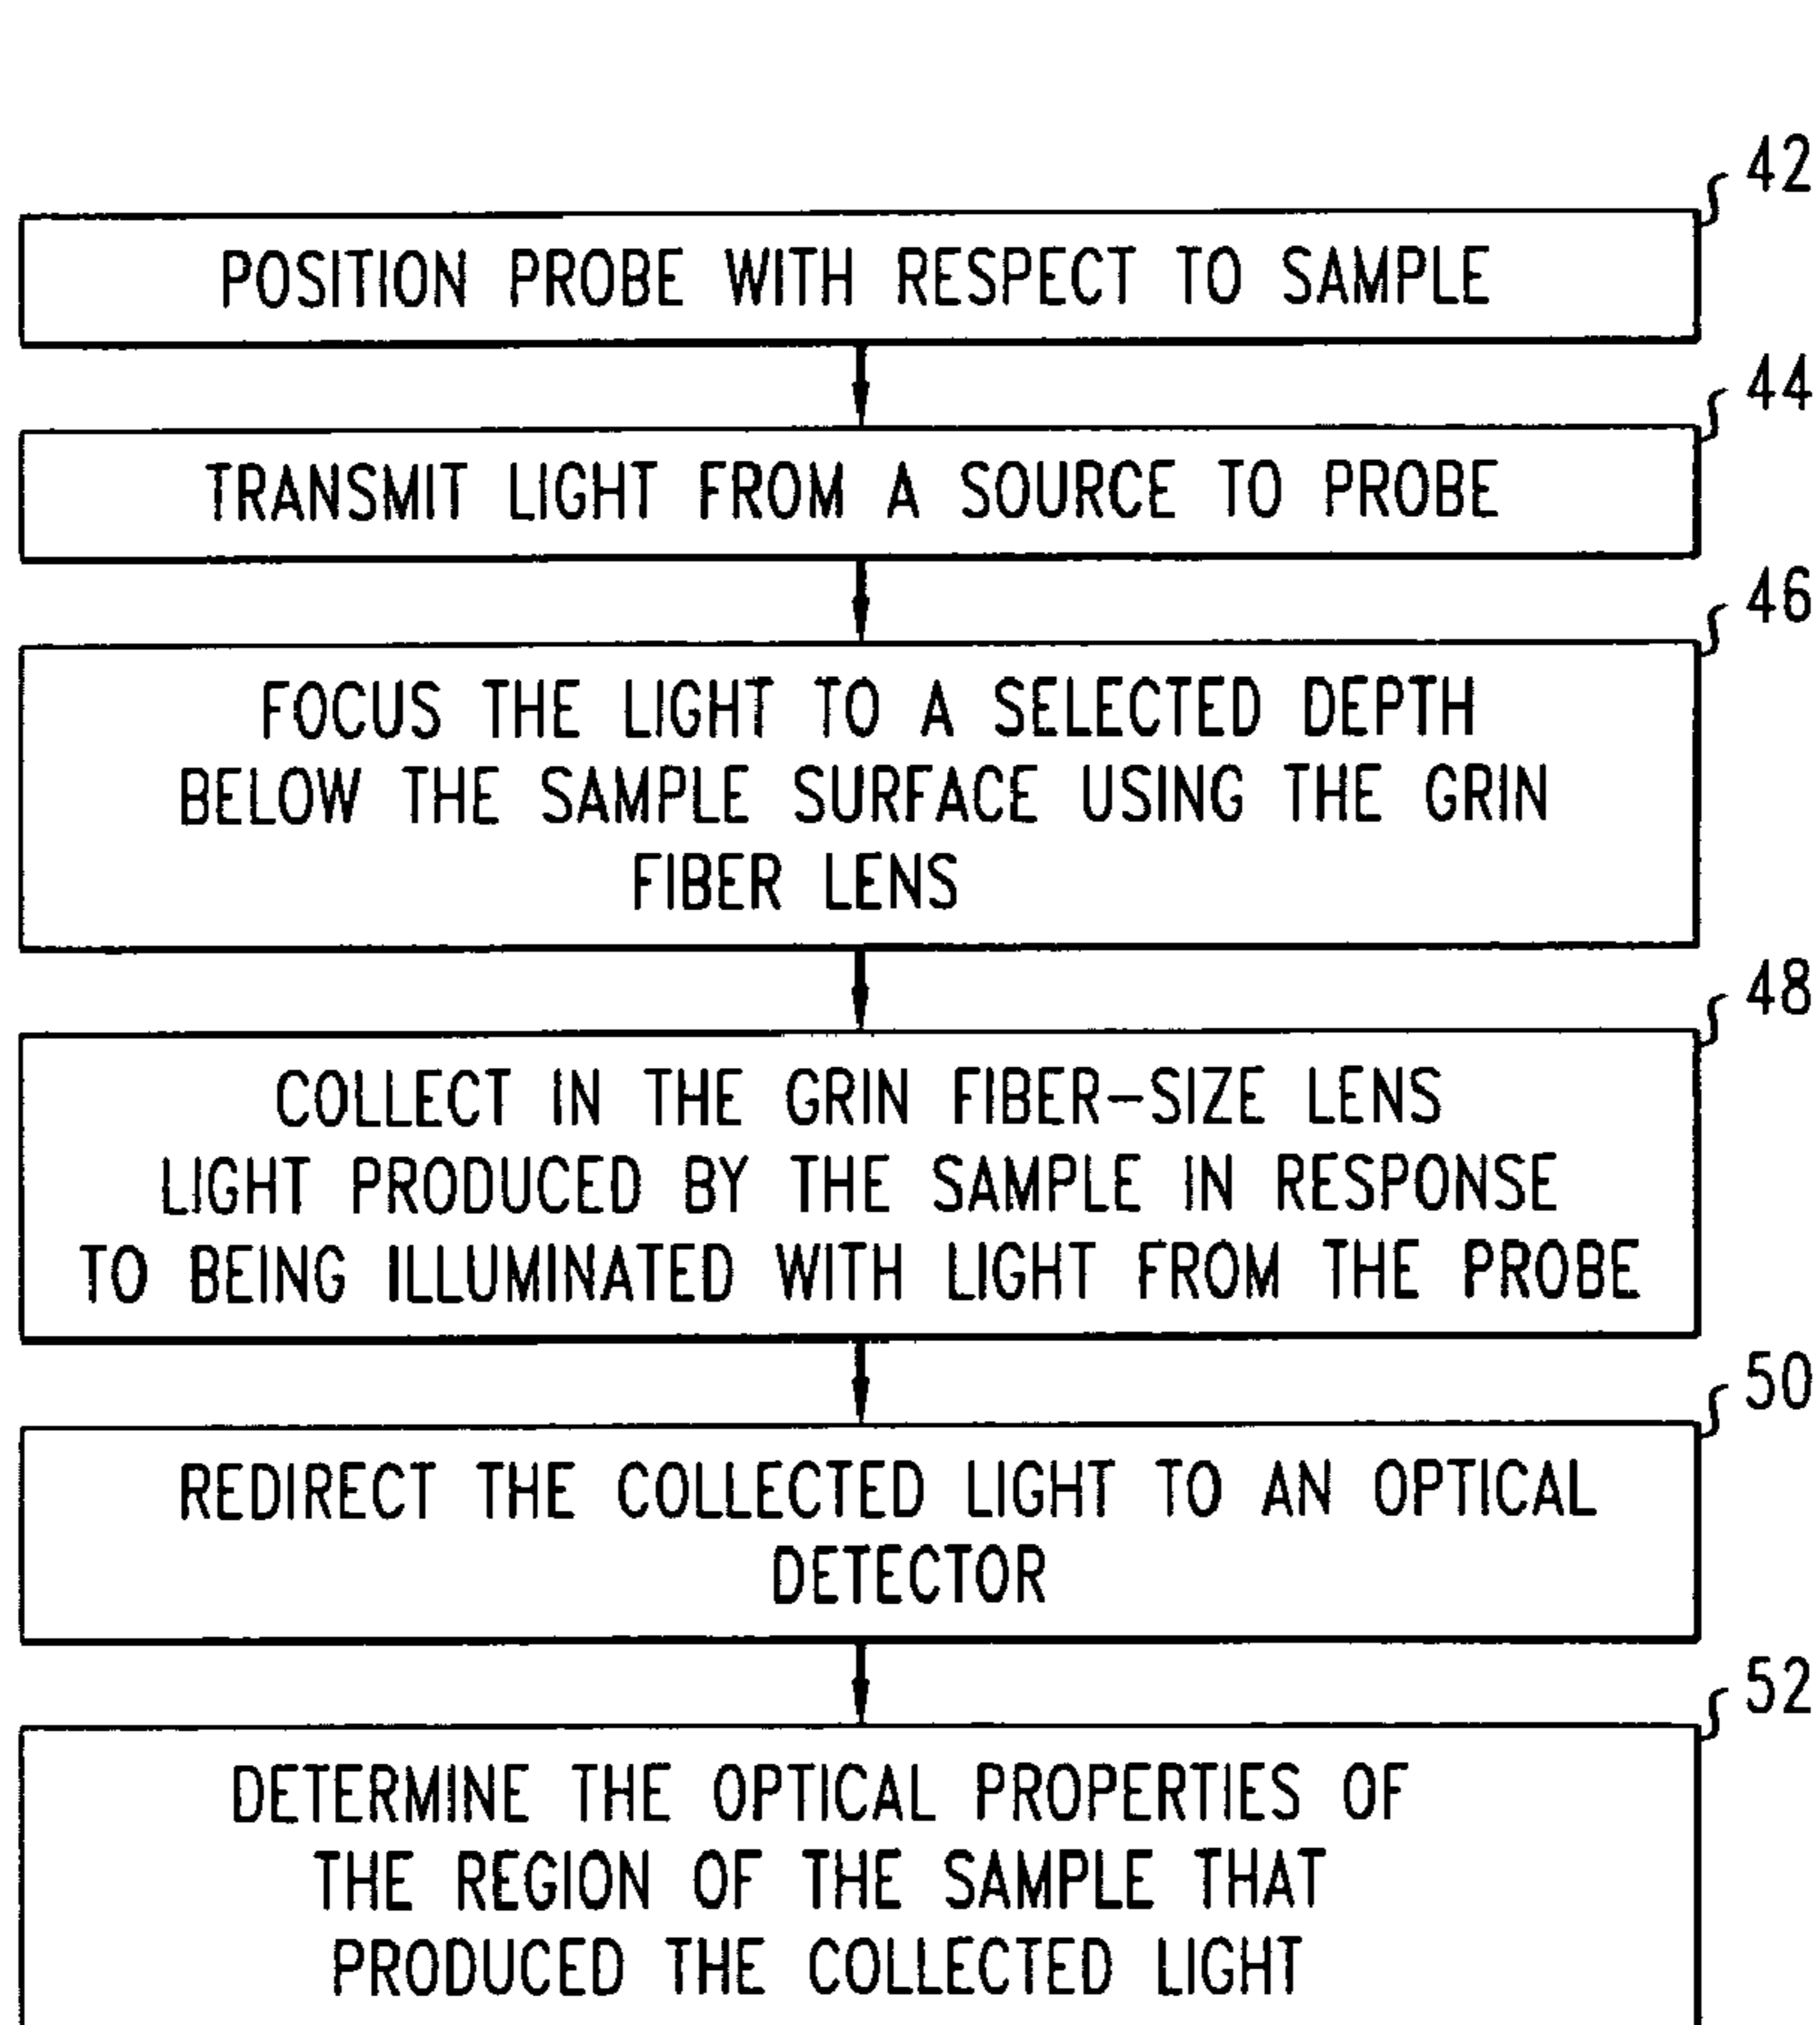 42
POSITION PROBE WITH RESPECT TO SAMPLE
44
TRANSMIT LIGHT FROM A SOURCE TO PROBE
46
FOCUS THE LIGHT TO A SELECTED DEPTH
BELOW THE SAMPLE SURFACE USING THE GRIN
FIBER LENS
48
COLLECT IN THE GRIN FIBER-SIZE LENS
LIGHT PRODUCED BY THE SAMPLE IN RESPONSE
TO BEING ILLUMINATED WITH LIGHT FROM THE PROBE
50
REDIRECT THE COLLECTED LIGHT TO AN OPTICAL
DETECTOR
52
DETERMINE THE OPTICAL PROPERTIES OF
THE REGION OF THE SAMPLE THAT
PRODUCED THE COLLECTED LIGHT